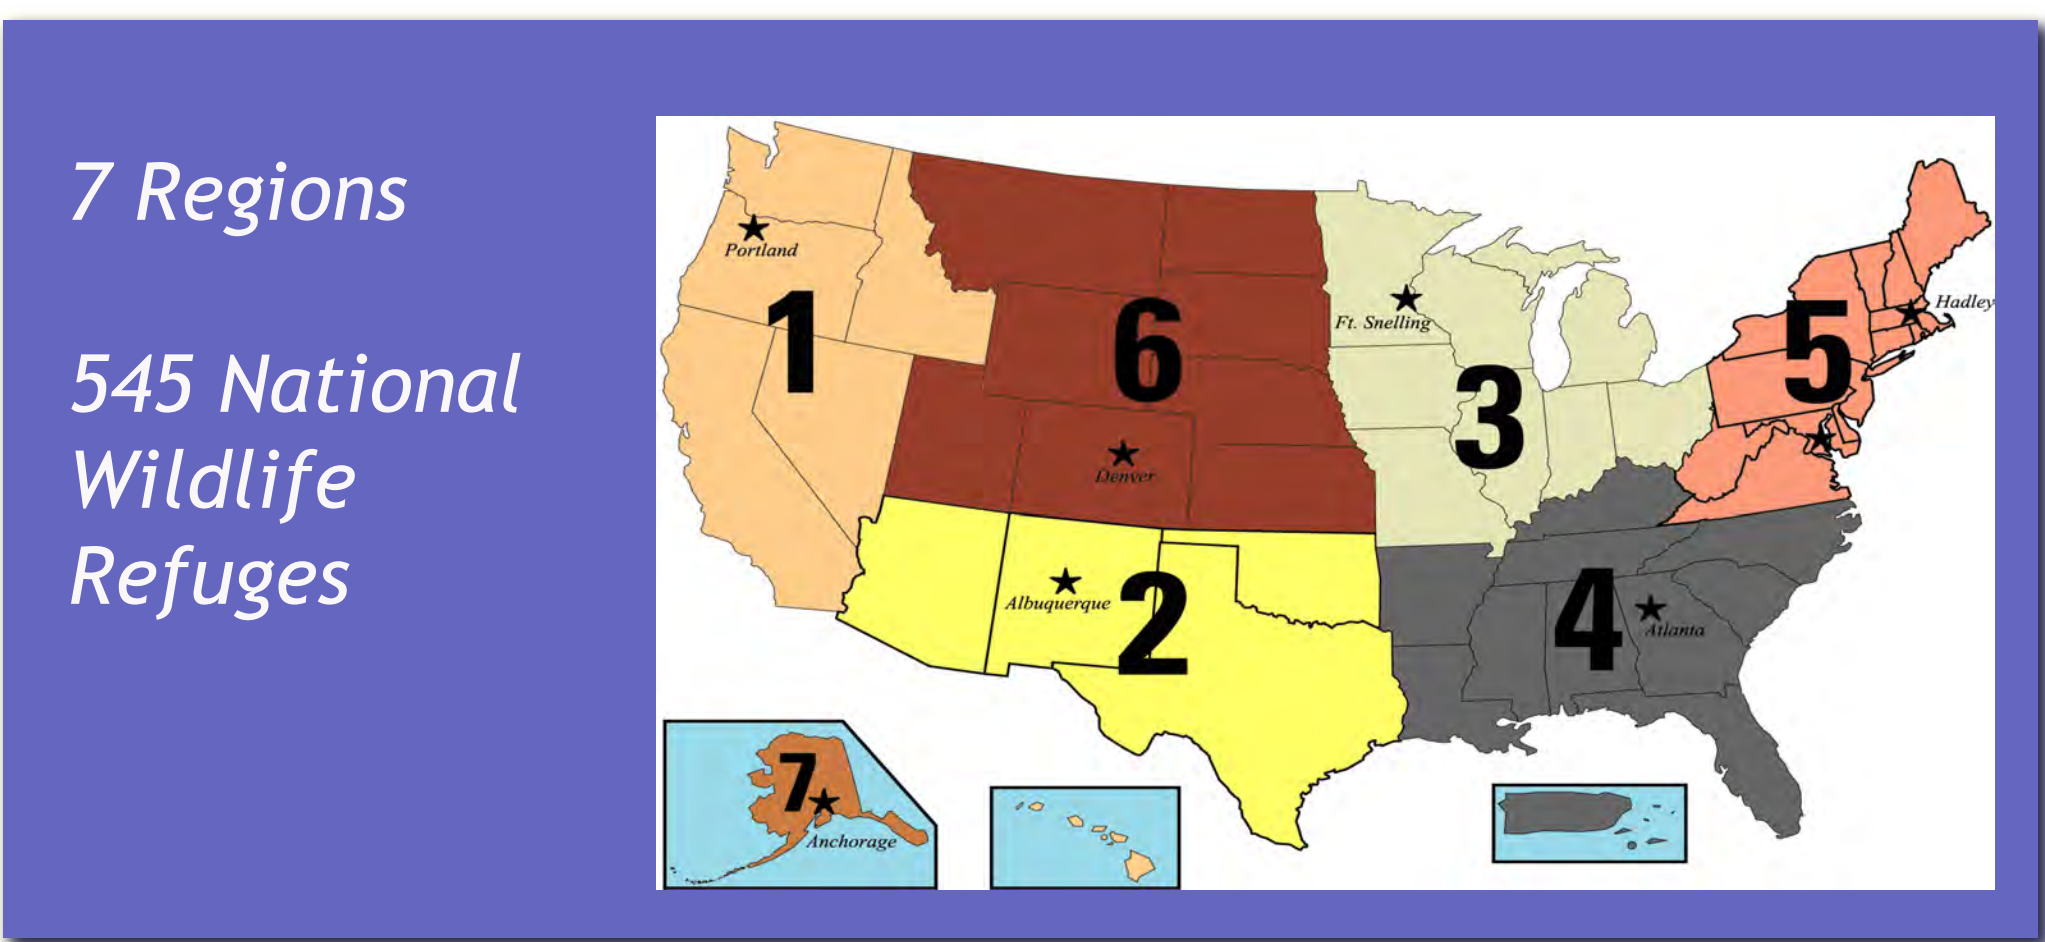 7 Regions
545 National
Wildlife
Refuges
Portland
1
6
Ft. Snelling
3
5
Hadley
Denver
Albuquerque
2
4
Atlanta
7
Anchorage